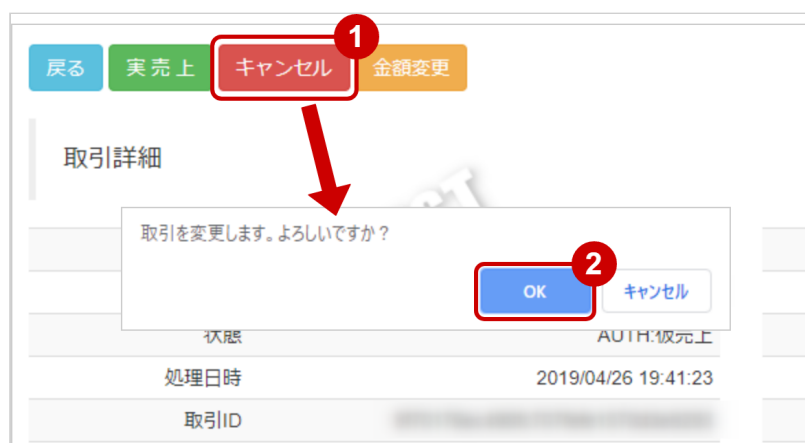 1
戻る 実売上 キャンセル 金額変更
取引詳細
取引を変更します。よろしいですか？
2
OK キャンセル
状態 AUTH:仮売上
処理日時 2019/04/26 19:41:23
取引ID